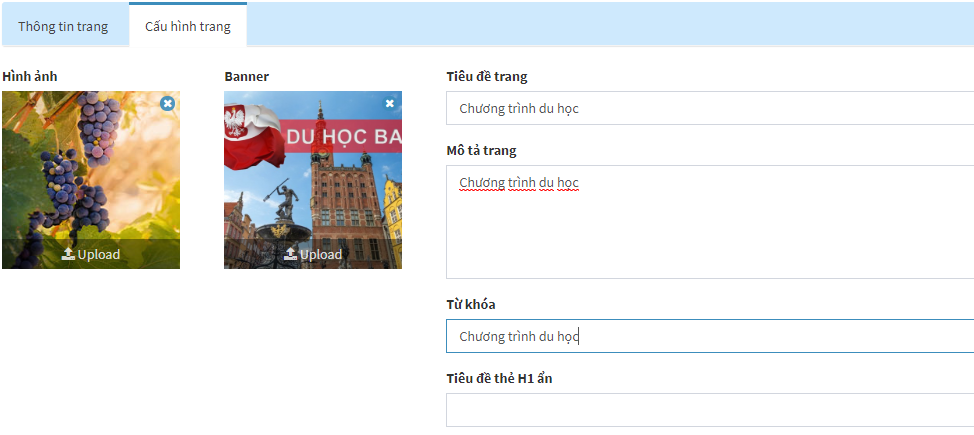 Thông tin trang
Cấu hình trang
Hình ảnh
Upload
Banner
DU HỌC BA
Upload
Tiêu đề trang
Chương trình du học
Mô tả trang
Chương trình du học
Từ khóa
Chương trình du học
Tiêu đề thẻ H1 ẩn